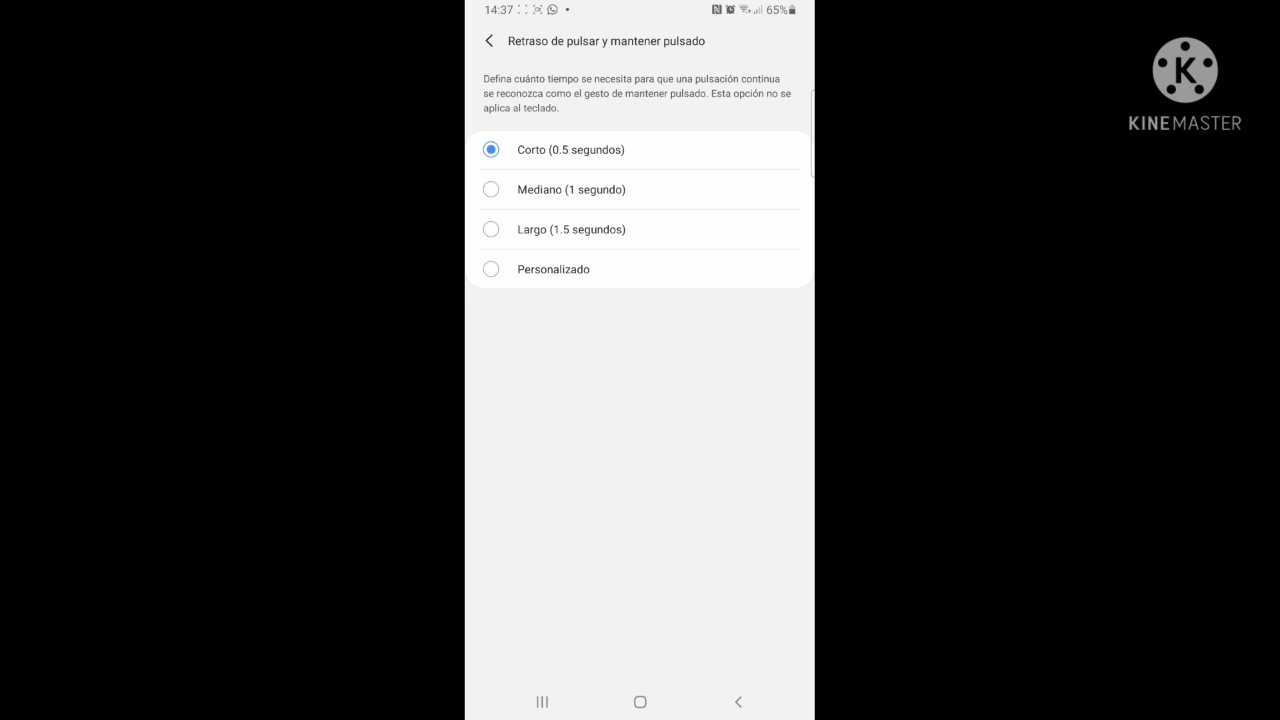 14:37
65%
Retraso de pulsar y mantener pulsado
Defina cuánto tiempo se necesita para que una pulsación continua
se reconozca como el gesto de mantener pulsado. Esta opción no se
aplica al teclado.
Corto (0.5 segundos)
Mediano (1 segundo)
Largo (1.5 segundos)
Personalizado
K
KINEMASTER